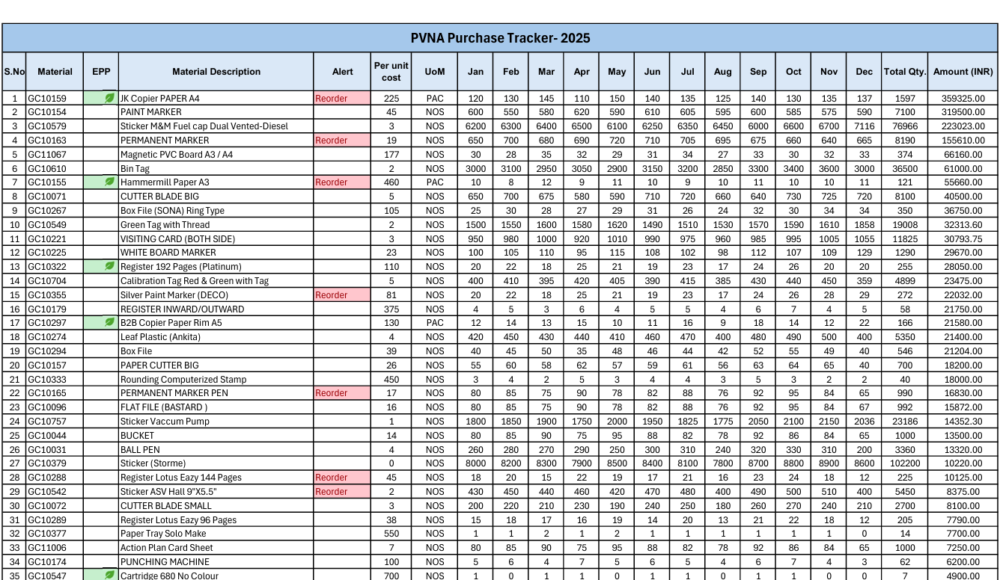 PVNA Purchase Tracker- 2025
S.No Material EPP Material Description Alert Per unit cost UoM Jan Feb Mar Apr May Jun Jul Aug Sep Oct Nov Dec Total Qty. Amount (INR)
1 GC10159 JK Copier PAPER A4 Reorder 225 PAC 120 130 145 110 150 140 135 125 140 130 135 137 1597 359325.00
2 GC10154 PAINT MARKER 45 NOS 600 550 580 620 590 610 605 595 600 585 575 590 7100 319500.00
3 GC10579 Sticker M&M Fuel cap Dual Vented-Diesel 3 NOS 6200 6300 6400 6500 6100 6250 6350 6450 6000 6600 6700 7116 76966 223023.00
4 GC10163 PERMANENT MARKER Reorder 19 NOS 650 700 680 690 720 710 705 695 675 660 640 665 8190 155610.00
5 GC11067 Magnetic PVC Board A3 / A4 177 NOS 30 28 35 32 29 31 34 27 33 30 32 33 374 66160.00
6 GC10610 Bin Tag 2 NOS 3000 3100 2950 3050 2900 3150 3200 2850 3300 3400 3600 3000 36500 61000.00
7 GC10155 Hammermill Paper A3 Reorder 460 PAC 10 8 12 9 11 10 9 10 11 10 10 11 121 55660.00
8 GC10071 CUTTER BLADE BIG 5 NOS 650 700 675 580 590 710 720 660 640 730 725 720 8100 40500.00
9 GC10267 Box File (SONA) Ring Type 105 NOS 25 30 28 27 29 31 26 24 32 30 34 34 350 36750.00
10 GC10549 Green Tag with Thread 2 NOS 1500 1550 1600 1580 1620 1490 1510 1530 1570 1590 1610 1858 19008 32313.60
11 GC10221 VISITING CARD (BOTH SIDE) 3 NOS 950 980 1000 920 1010 990 975 960 985 995 1005 1055 11825 30793.75
12 GC10225 WHITE BOARD MARKER 23 NOS 100 105 110 95 115 108 102 98 112 107 109 129 1290 29670.00
13 GC10322 Register 192 Pages (Platinum) 110 NOS 20 22 18 25 21 19 23 17 24 26 20 20 255 28050.00
14 GC10704 Calibration Tag Red & Green with Tag 5 NOS 400 410 395 420 405 390 415 385 430 440 450 359 4899 23475.00
15 GC10355 Silver Paint Marker (DECO) Reorder 81 NOS 20 22 18 25 21 19 23 17 24 26 28 29 272 22032.00
16 GC10179 REGISTER INWARD/OUTWARD 375 NOS 4 5 3 6 4 5 5 4 6 7 4 5 58 21750.00
17 GC10297 B2B Copier Paper Rim A5 130 PAC 12 14 13 15 10 11 16 9 18 14 12 22 166 21580.00
18 GC10274 Leaf Plastic (Ankita) 4 NOS 420 450 430 440 410 460 470 400 480 490 500 400 5350 21400.00
19 GC10294 Box File 39 NOS 40 45 50 35 48 46 44 42 52 55 49 40 546 21204.00
20 GC10157 PAPER CUTTER BIG 26 NOS 55 60 58 62 57 59 61 56 63 64 65 40 700 18200.00
21 GC10333 Rounding Computerized Stamp 450 NOS 3 4 2 5 3 4 4 3 5 3 2 2 40 18000.00
22 GC10165 PERMANENT MARKER PEN Reorder 17 NOS 80 85 75 90 78 82 88 76 92 95 84 65 990 16830.00
23 GC10096 FLAT FILE (BASTARD ) 16 NOS 80 85 75 90 78 82 88 76 92 95 84 67 992 15872.00
24 GC10757 Sticker Vaccum Pump 1 NOS 1800 1850 1900 1750 2000 1950 1825 1775 2050 2100 2150 2036 23186 14352.30
25 GC10044 BUCKET 14 NOS 80 85 90 75 95 88 82 78 92 86 84 65 1000 13500.00
26 GC10031 BALL PEN 4 NOS 260 280 270 290 250 300 310 240 320 330 310 200 3360 13320.00
27 GC10379 Sticker (Storme) 0 NOS 8000 8200 8300 7900 8500 8400 8100 7800 8700 8800 8900 8600 102200 10220.00
28 GC10288 Register Lotus Eazy 144 Pages Reorder 45 NOS 18 20 15 22 19 17 21 16 23 24 18 12 225 10125.00
29 GC10542 Sticker ASV Hall 9"X5.5" Reorder 2 NOS 430 450 440 460 420 470 480 400 490 500 510 400 5450 8375.00
30 GC10072 CUTTER BLADE SMALL 3 NOS 200 220 210 230 190 240 250 180 260 270 240 210 2700 8100.00
31 GC10289 Register Lotus Eazy 96 Pages 38 NOS 15 18 17 16 19 14 20 13 21 22 18 12 205 7790.00
32 GC10377 Paper Tray Solo Make 550 NOS 1 1 2 1 2 1 1 1 1 1 1 0 14 7700.00
33 GC11006 Action Plan Card Sheet 7 NOS 80 85 90 75 95 88 82 78 92 86 84 65 1000 7250.00
34 GC10174 PUNCHING MACHINE 100 NOS 5 6 4 7 5 6 5 4 6 7 4 3 62 6200.00
35 GC10547 Cartridge 680 No Colour 700 NOS 1 0 1 1 0 1 1 0 1 1 0 0 7 4900.00